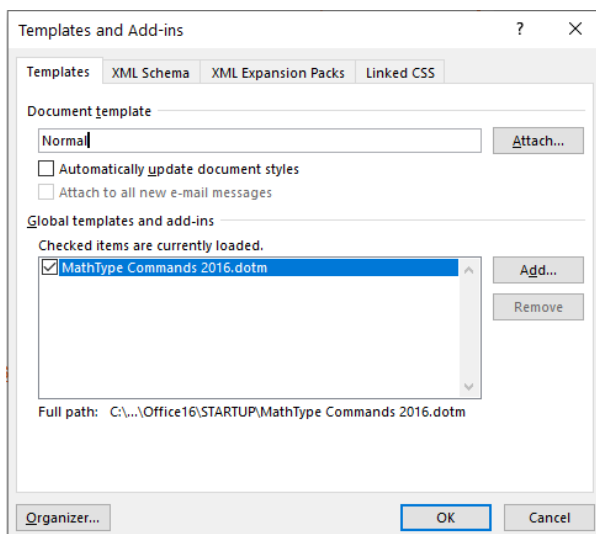 Templates and Add-ins ? ×
Templates XML Schema XML Expansion Packs Linked CSS
Document template
Normal Attach...
Automatically update document styles
Attach to all new e-mail messages
Global templates and add-ins
Checked items are currently loaded.
MathType Commands 2016.dotm Add...
Remove
Full path: C:\...\Office16\STARTUP\MathType Commands 2016.dotm
Organizer... OK Cancel